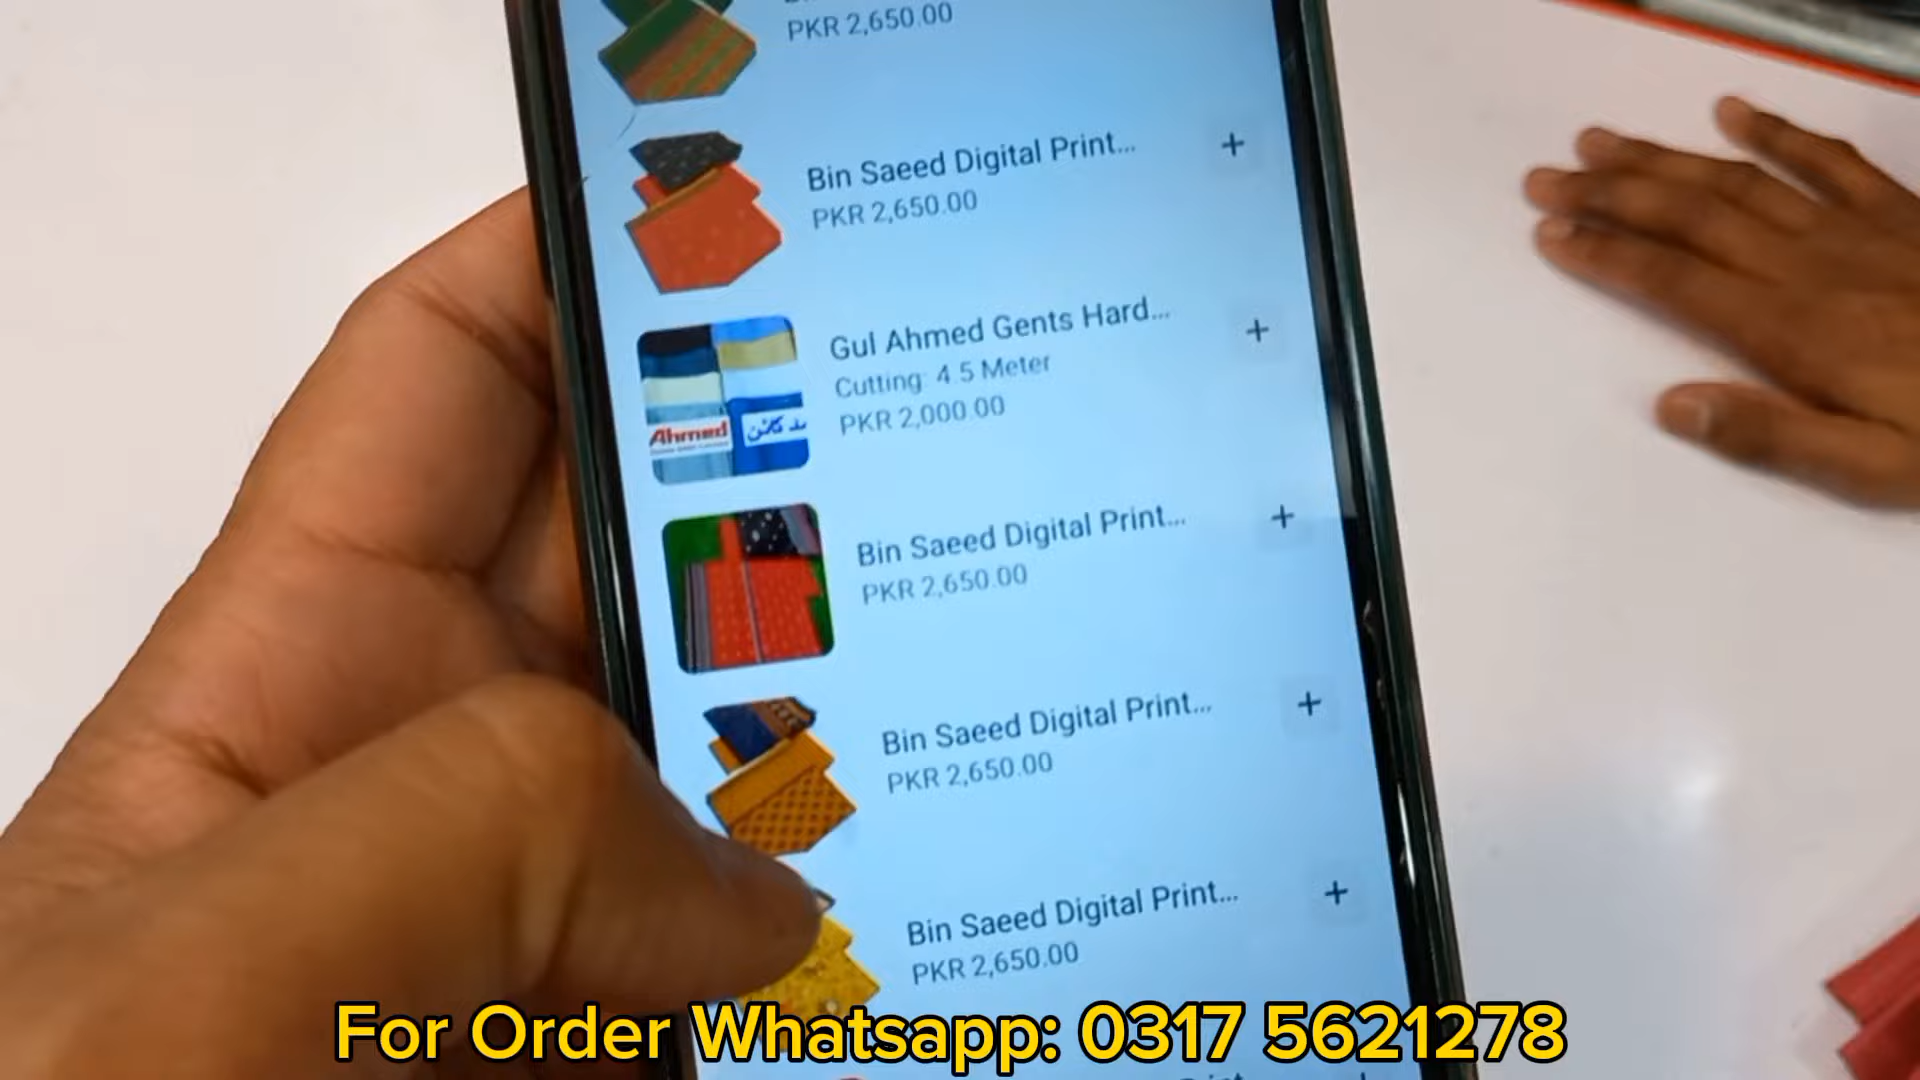 PKR 2,650.00
Bin Saeed Digital Print...
PKR 2,650.00
Gul Ahmed Gents Hard...
Cutting: 4.5 Meter
PKR 2,000.00
Ahmed
Bin Saeed Digital Print...
PKR 2,650.00
Bin Saeed Digital Print...
PKR 2,650.00
Bin Saeed Digital Print...
PKR 2,650.00
For Order Whatsapp: 0317 5621278